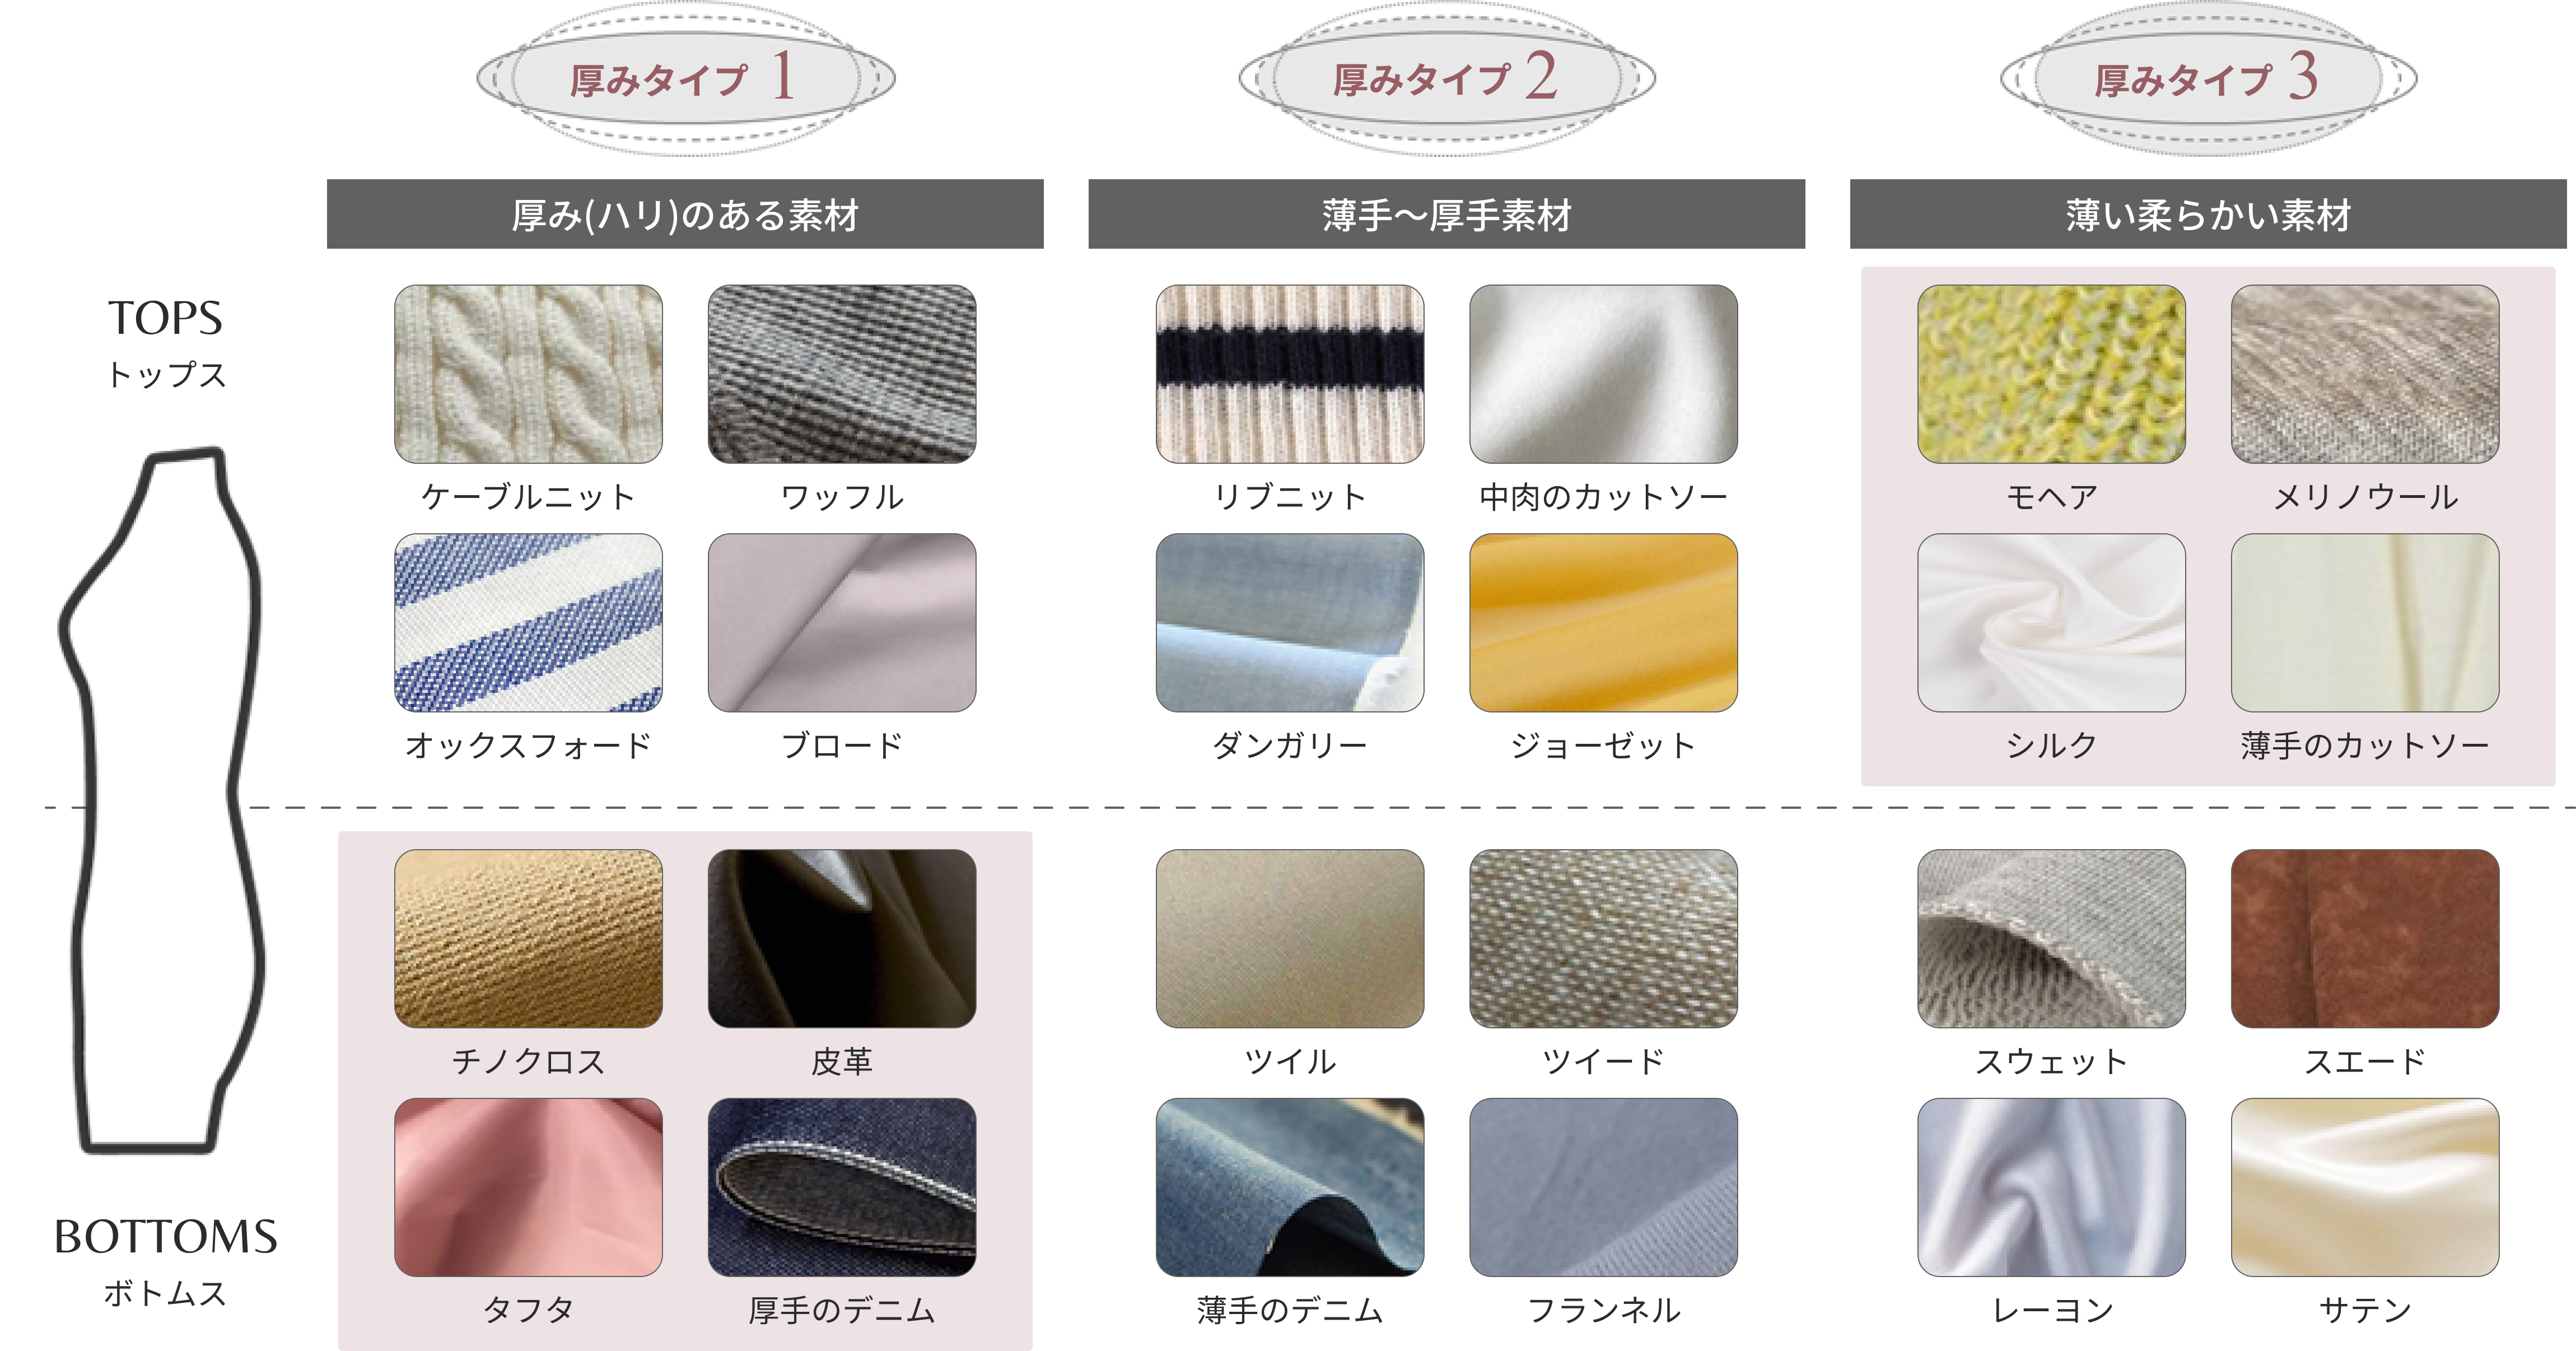 厚みタイプ 1
厚みタイプ 2
厚みタイプ 3
厚み(ハリ)のある素材
薄手～厚手素材
薄い柔らかい素材
TOPS
トップス
ケーブルニット
ワッフル
リブニット
中肉のカットソー
モヘア
メリノウール
オックスフォード
ブロード
ダンガリー
ジョーゼット
シルク
薄手のカットソー
チノクロス
皮革
ツイル
ツイード
スウェット
スエード
BOTTOMS
ボトムス
タフタ
厚手のデニム
薄手のデニム
フランネル
レーヨン
サテン